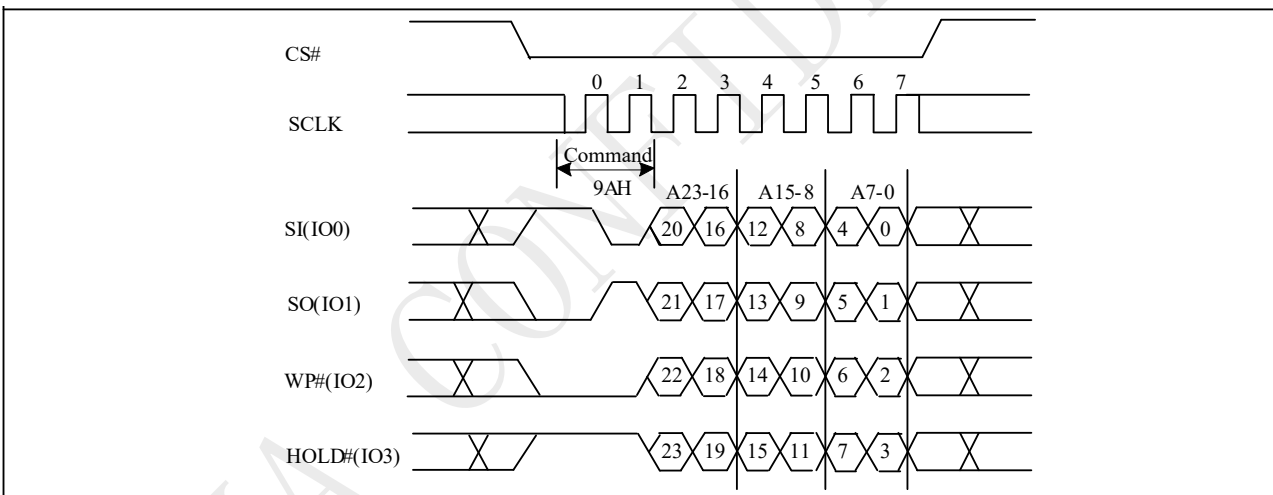 CS#
0 1 2 3 4 5 6 7
SCLK
Command
9AH
A23-16 A15-8 A7-0
SI(IO0)
20 16 12 8 4 0
SO(IO1)
21 17 13 9 5 1
WP#(IO2)
22 18 14 10 6 2
HOLD#(IO3)
23 19 15 11 7 3